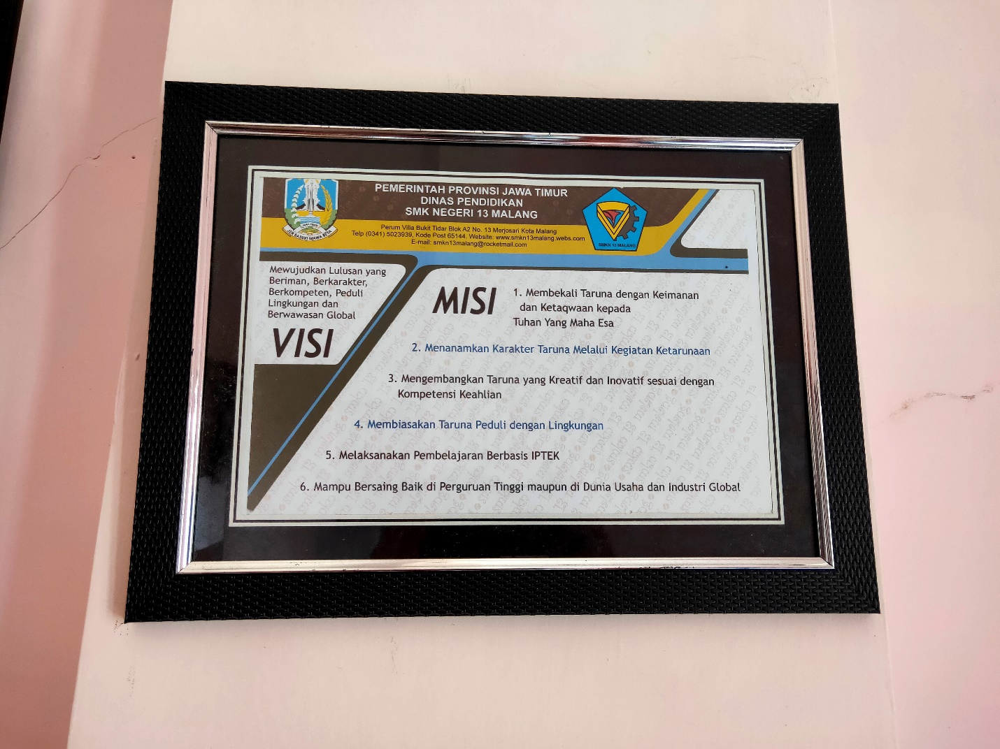 PEMERINTAH PROVINSI JAWA TIMUR
DINAS PENDIDIKAN
SMK NEGERI 13 MALANG
Perum Villa Bukit Tidar Blok A2 No. 13 Merjosari Kota Malang
Telp (0341) 5023939, Kode Post 65144. Website: www.smkn13malang.webs.com
E-mail: smkn13malang@rocketmail.com
JAWA TIMUR
JER BASUKI MAWA BEYA
SMKN 13 MALANG
Mewujudkan Lulusan yang
Beriman, Berkarakter,
Berkompeten, Peduli
Lingkungan dan
Berwawasan Global
VISI
MISI
1. Membekali Taruna dengan Keimanan
dan Ketaqwaan kepada
Tuhan Yang Maha Esa
2. Menanamkan Karakter Taruna Melalui Kegiatan Ketarunaan
3. Mengembangkan Taruna yang Kreatif dan Inovatif sesuai dengan
Kompetensi Keahlian
4. Membiasakan Taruna Peduli dengan Lingkungan
5. Melaksanakan Pembelajaran Berbasis IPTEK
6. Mampu Bersaing Baik di Perguruan Tinggi maupun di Dunia Usaha dan Industri Global